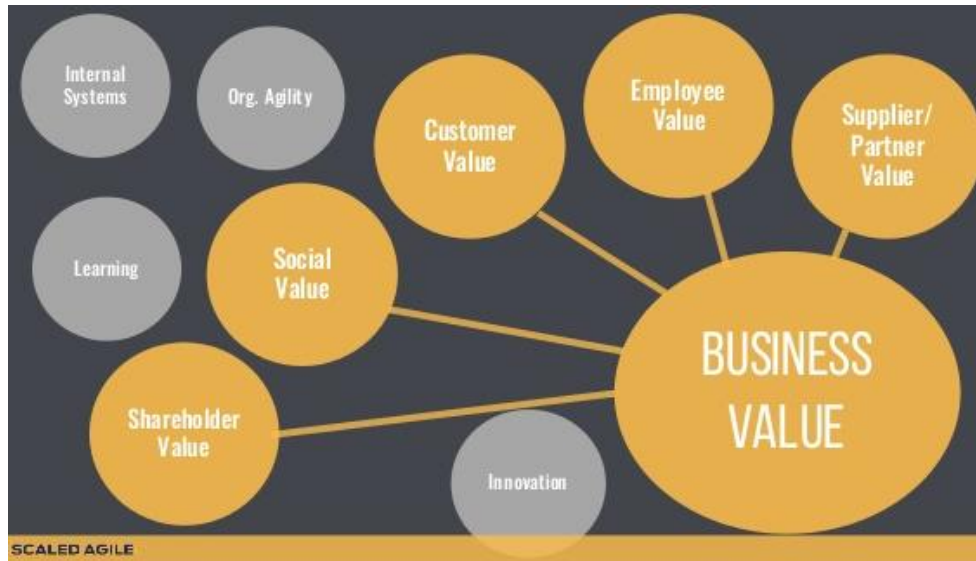 Internal
Systems
Org. Agility
Customer
Value
Employee
Value
Supplier/
Partner
Value
Learning
Social
Value
Shareholder
Value
Innovation
BUSINESS
VALUE
SCALED AGILE